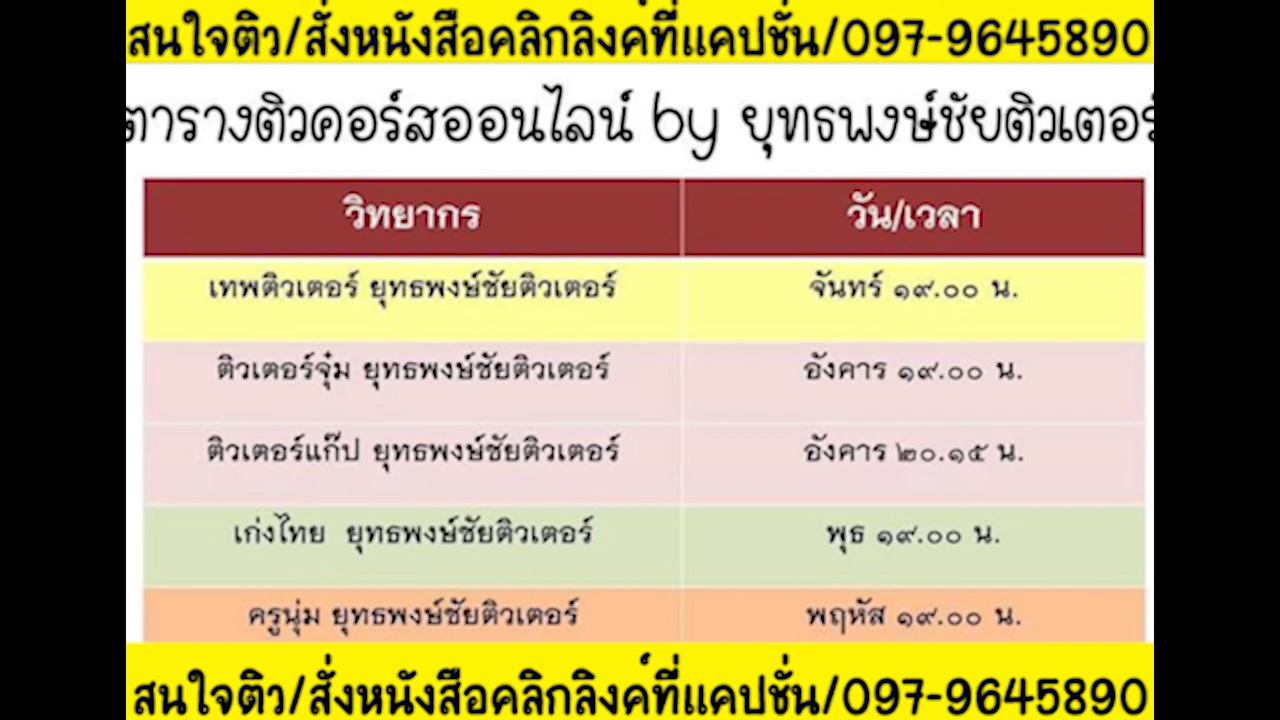 สนใจติว/สั่งหนังสือคลิกลิงค์ที่แคปชั่น/097-9645890
ตารางติวคอร์สออนไลน์ by ยุทธพงษ์ชัยติวเตอร์
วิทยากร วัน/เวลา
เทพติวเตอร์ ยุทธพงษ์ชัยติวเตอร์ จันทร์ ๑๙.๐๐ น.
ติวเตอร์จุ๋ม ยุทธพงษ์ชัยติวเตอร์ อังคาร ๑๙.๐๐ น.
ติวเตอร์แก๊ป ยุทธพงษ์ชัยติวเตอร์ อังคาร ๒๐.๑๕ น.
เก่งไทย ยุทธพงษ์ชัยติวเตอร์ พุธ ๑๙.๐๐ น.
ครูนุ่ม ยุทธพงษ์ชัยติวเตอร์ พฤหัส ๑๙.๐๐ น.
สนใจติว/สั่งหนังสือคลิกลิงค์ที่แคปชั่น/097-9645890